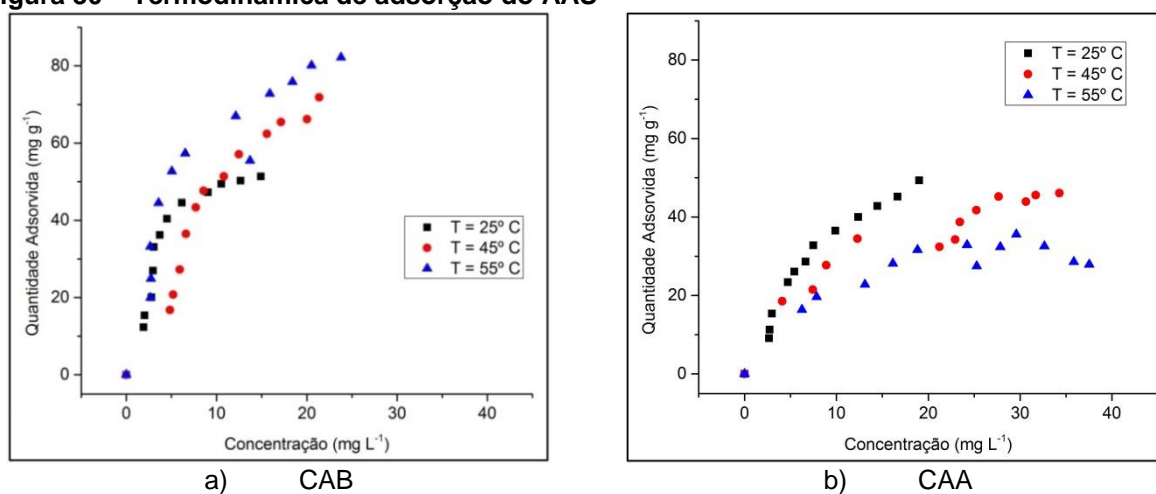 Termodinâmica de adsorção do AAS
Quantidade Adsorvida (mg g⁻¹)
80
60
40
20
0
T = 25º C
T = 45º C
T = 55º C
0 10 20 30 40
Concentração (mg L⁻¹)
a) CAB
Quantidade Adsorvida (mg g⁻¹)
80
60
40
20
0
T = 25º C
T = 45º C
T = 55º C
0 10 20 30 40
Concentração (mg L⁻¹)
b) CAA